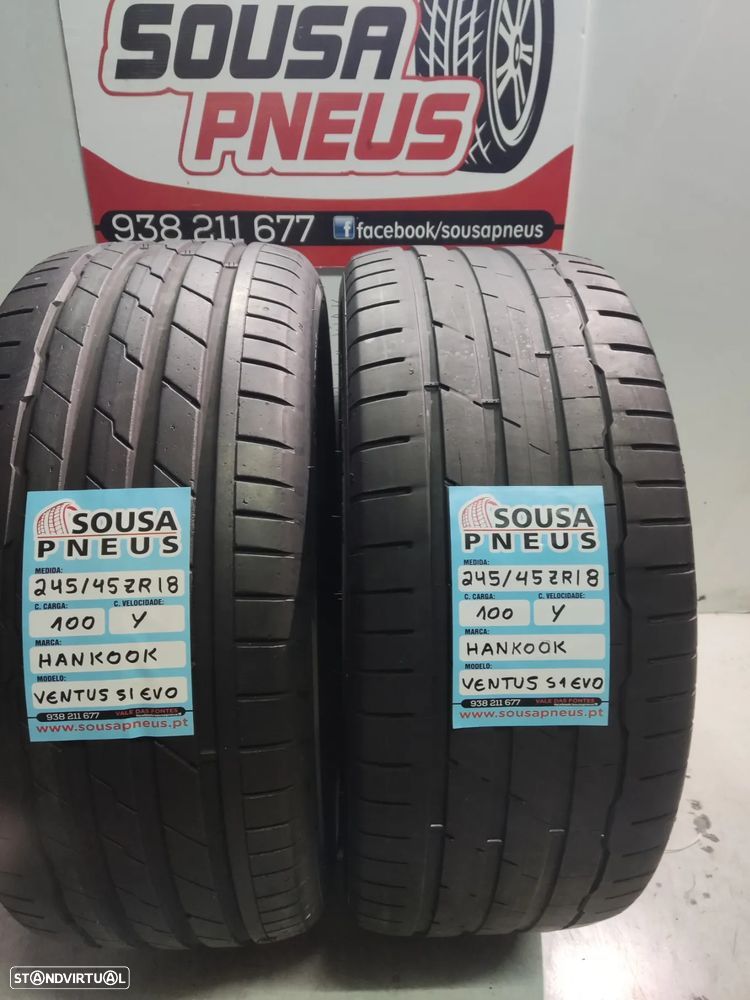 SOUSA
PNEUS
938 211 677 f facebook/sousapneus
SOUSA
PNEUS
MEDIDA:
245/45ZR18
C. CARGA: C. VELOCIDADE:
100 Y
MARCA:
HANKOOK
MODELO:
VENTUS S1 EVO
938 211 677 VALE DAS FONTES
www.sousapneus.pt
SOUSA
PNEUS
MEDIDA:
245/45ZR18
C. CARGA: C. VELOCIDADE:
100 Y
MARCA:
HANKOOK
MODELO:
VENTUS S1 EVO
938 211 677 VALE DAS FONTES
www.sousapneus.pt
STANDVIRTUAL